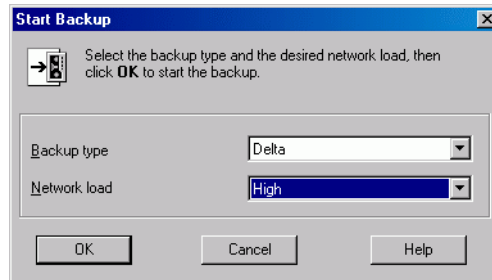 Start Backup
Select the backup type and the desired network load, then
click OK to start the backup.
Backup type
Delta
Network load
High
OK
Cancel
Help